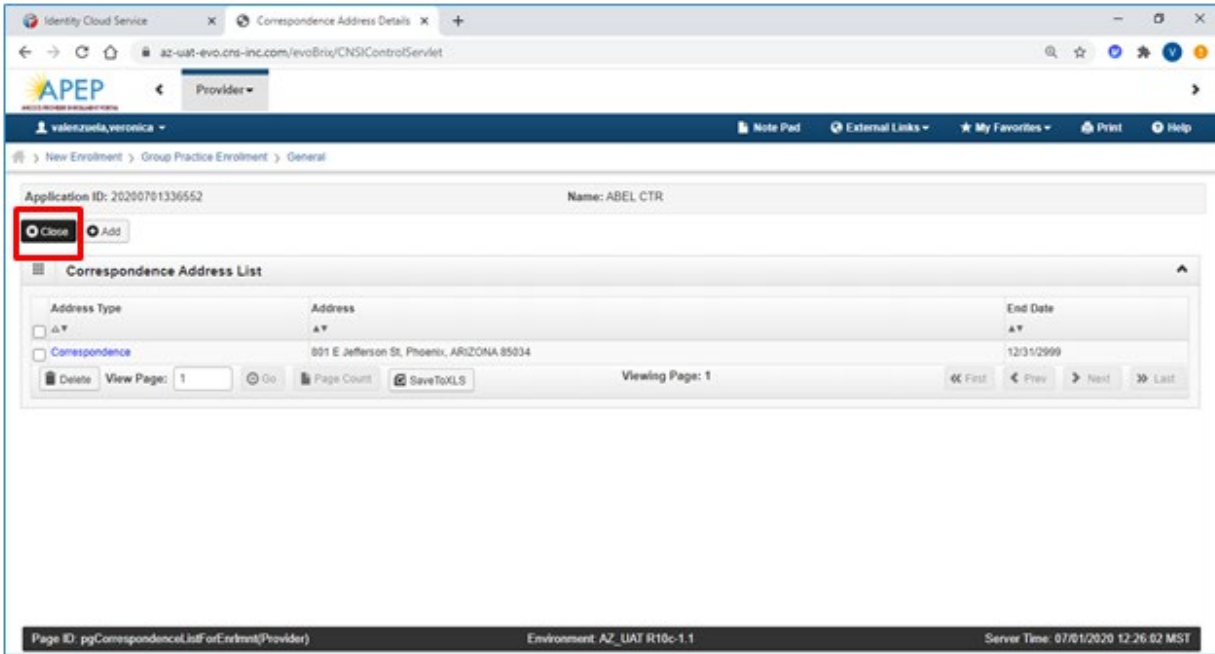 Identity Cloud Service
Correspondence Address Details
az-uat-evo.cns-inc.com/evoBrix/CNSIControlServlet
V
APEP
Provider
valenzuela,veronica
Note Pad
External Links
My Favorites
Print
Help
New Enrollment > Group Practice Enrollment > General
Application ID: 20200701336552
Name: ABEL CTR
Close
Add
Correspondence Address List
Address Type Address End Date
Correspondence 801 E Jefferson St, Phoenix, ARIZONA 85034 12/31/2999
Delete View Page: 1 Go Page Count SaveToXLS Viewing Page: 1 First Prev Next Last
Page ID: pgCorrespondenceListForEnrlmnt(Provider) Environment: AZ_UAT R10c-1.1 Server Time: 07/01/2020 12:26:02 MST